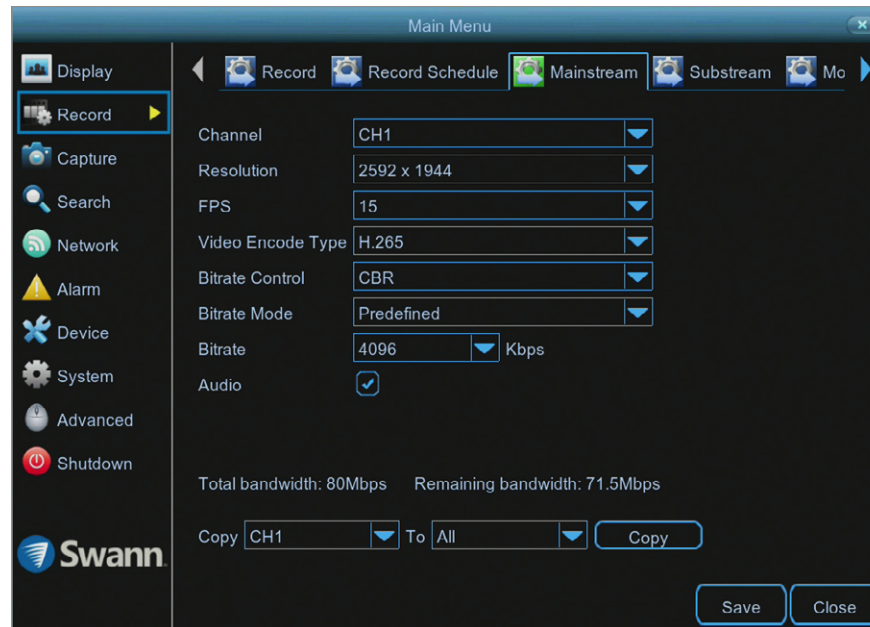 Main Menu
Display
Record
Capture
Search
Network
Alarm
Device
System
Advanced
Shutdown
Swann
Record Record Schedule Mainstream Substream Mo
Channel CH1
Resolution 2592 x 1944
FPS 15
Video Encode Type H.265
Bitrate Control CBR
Bitrate Mode Predefined
Bitrate 4096 Kbps
Audio
Total bandwidth: 80Mbps Remaining bandwidth: 71.5Mbps
Copy CH1 To All Copy
Save Close